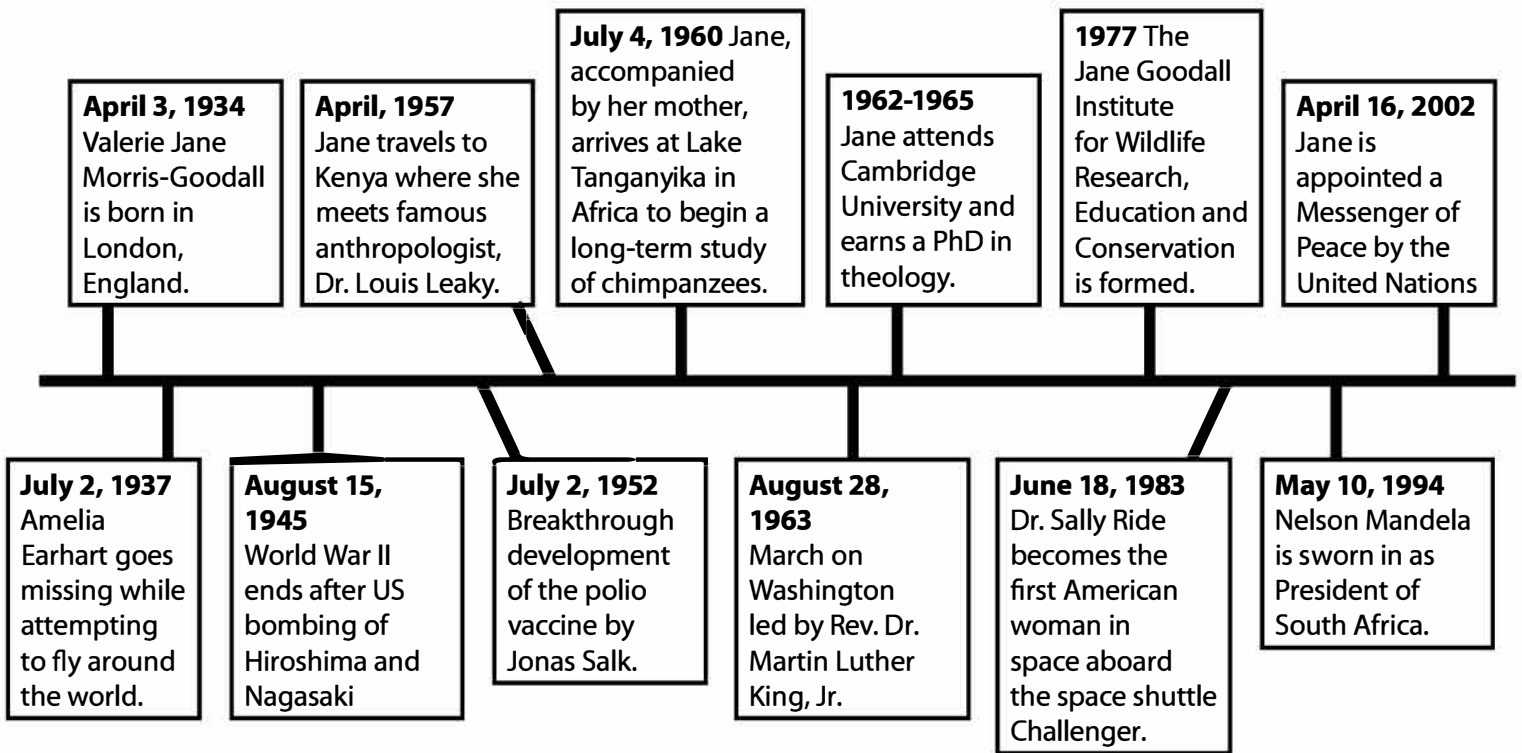 April 3, 1934
Valerie Jane
Morris-Goodall
is born in
London,
England.
April, 1957
Jane travels to
Kenya where she
meets famous
anthropologist,
Dr. Louis Leaky.
July 4, 1960 Jane,
accompanied
by her mother,
arrives at Lake
Tanganyika in
Africa to begin a
long-term study
of chimpanzees.
1962-1965
Jane attends
Cambridge
University and
earns a PhD in
theology.
1977 The
Jane Goodall
Institute
for Wildlife
Research,
Education and
Conservation
is formed.
April 16, 2002
Jane is
appointed a
Messenger of
Peace by the
United Nations
July 2, 1937
Amelia
Earhart goes
missing while
attempting
to fly around
the world.
August 15,
1945
World War II
ends after US
bombing of
Hiroshima and
Nagasaki
July 2, 1952
Breakthrough
development
of the polio
vaccine by
Jonas Salk.
August 28,
1963
March on
Washington
led by Rev. Dr.
Martin Luther
King, Jr.
June 18, 1983
Dr. Sally Ride
becomes the
first American
woman in
space aboard
the space shuttle
Challenger.
May 10, 1994
Nelson Mandela
is sworn in as
President of
South Africa.